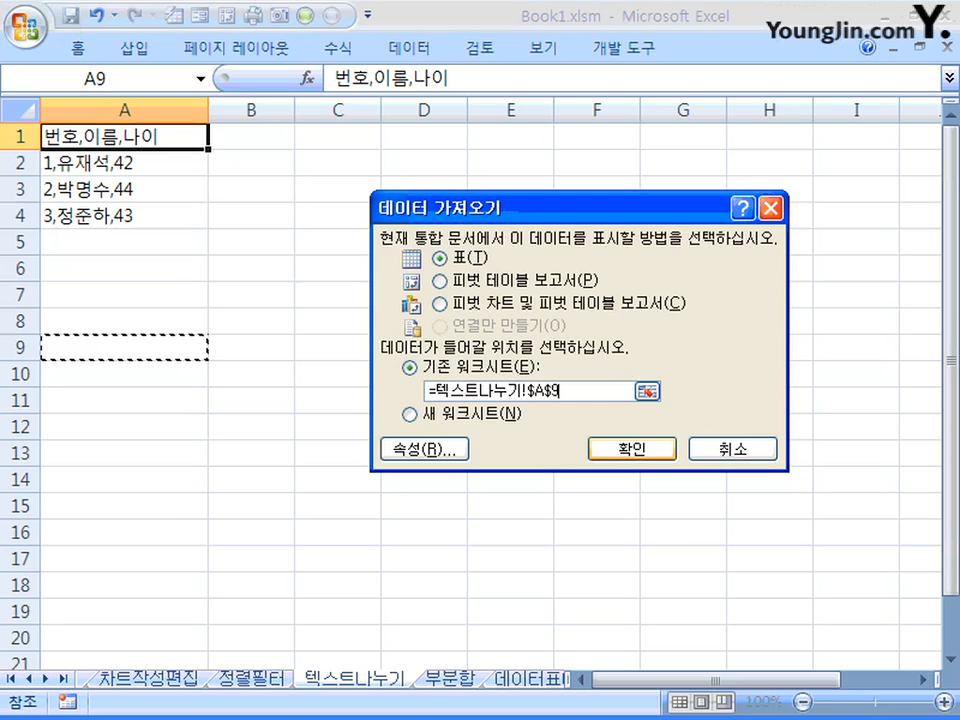 Book1.xlsm - Microsoft Excel
YoungJin.com Y.
홈 삽입 페이지 레이아웃 수식 데이터 검토 보기 개발 도구
A9 fx 번호,이름,나이
A B C D E F G H I
1 번호,이름,나이
2 1,유재석,42
3 2,박명수,44
4 3,정준하,43
5
6
7
8
9
10
11
12
13
14
15
16
17
18
19
20
21
데이터 가져오기
현재 통합 문서에서 이 데이터를 표시할 방법을 선택하십시오.
표(T)
피벗 테이블 보고서(P)
피벗 차트 및 피벗 테이블 보고서(C)
연결만 만들기(O)
데이터가 들어갈 위치를 선택하십시오.
기존 워크시트(E):
=텍스트나누기!$A$9
새 워크시트(N)
속성(R)... 확인 취소
차트작성편집 정렬필터 텍스트나누기 부분합 데이터표
참조 100%